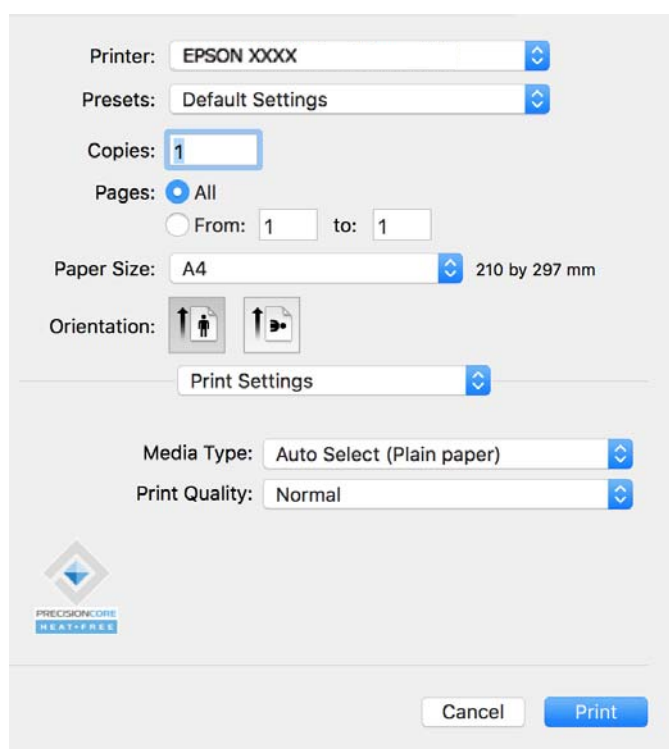 Printer: EPSON XXXX
Presets: Default Settings
Copies: 1
Pages: All
From: 1 to: 1
Paper Size: A4 210 by 297 mm
Orientation:
Print Settings
Media Type: Auto Select (Plain paper)
Print Quality: Normal
PRECISIONCORE
HEAT•FREE
Cancel Print